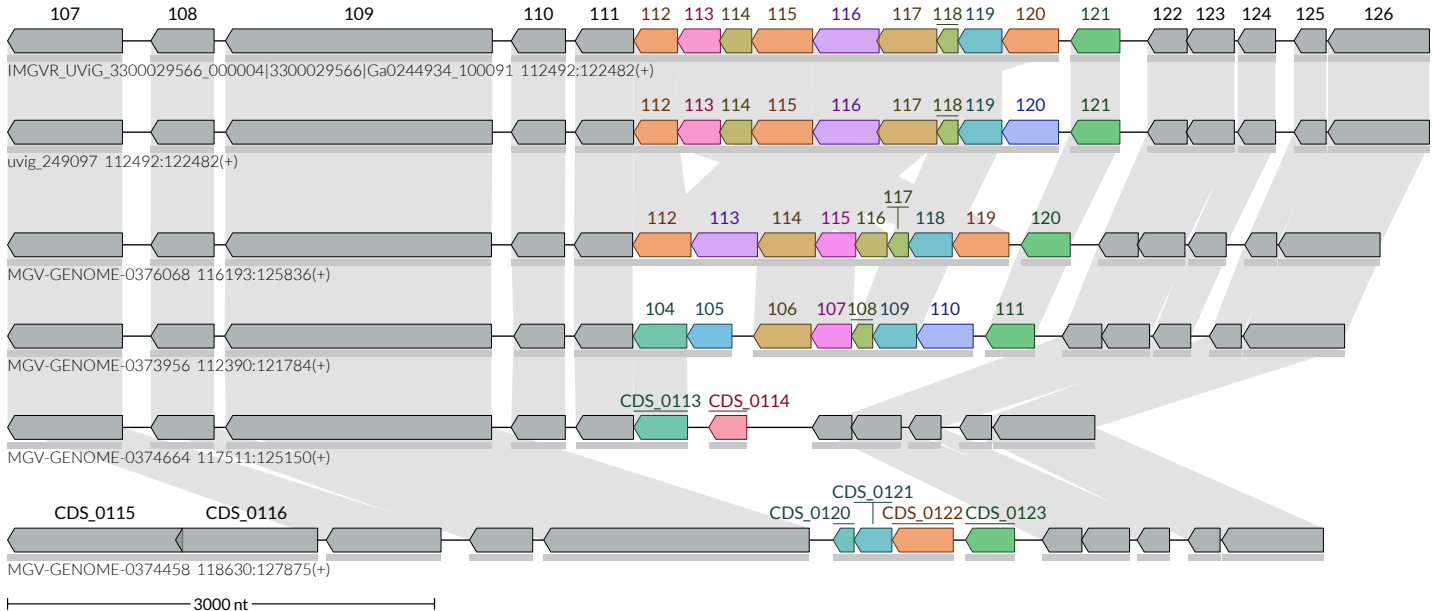 107 108 109 110 111 112 113 114 115 116 117 118 119 120 121 122 123 124 125 126
IMGVR_UViG_3300029566_000004|3300029566|Ga0244934_100091 112492:122482(+)
112 113 114 115 116 117 118 119 120 121
uvig_249097 112492:122482(+)
117
112 113 114 115 116 118 119 120
MGV-GENOME-0376068 116193:125836(+)
104 105 106 107 108 109 110 111
MGV-GENOME-0373956 112390:121784(+)
CDS_0113 CDS_0114
MGV-GENOME-0374664 117511:125150(+)
CDS_0121
CDS_0115 CDS_0116 CDS_0120 CDS_0122 CDS_0123
MGV-GENOME-0374458 118630:127875(+)
3000 nt